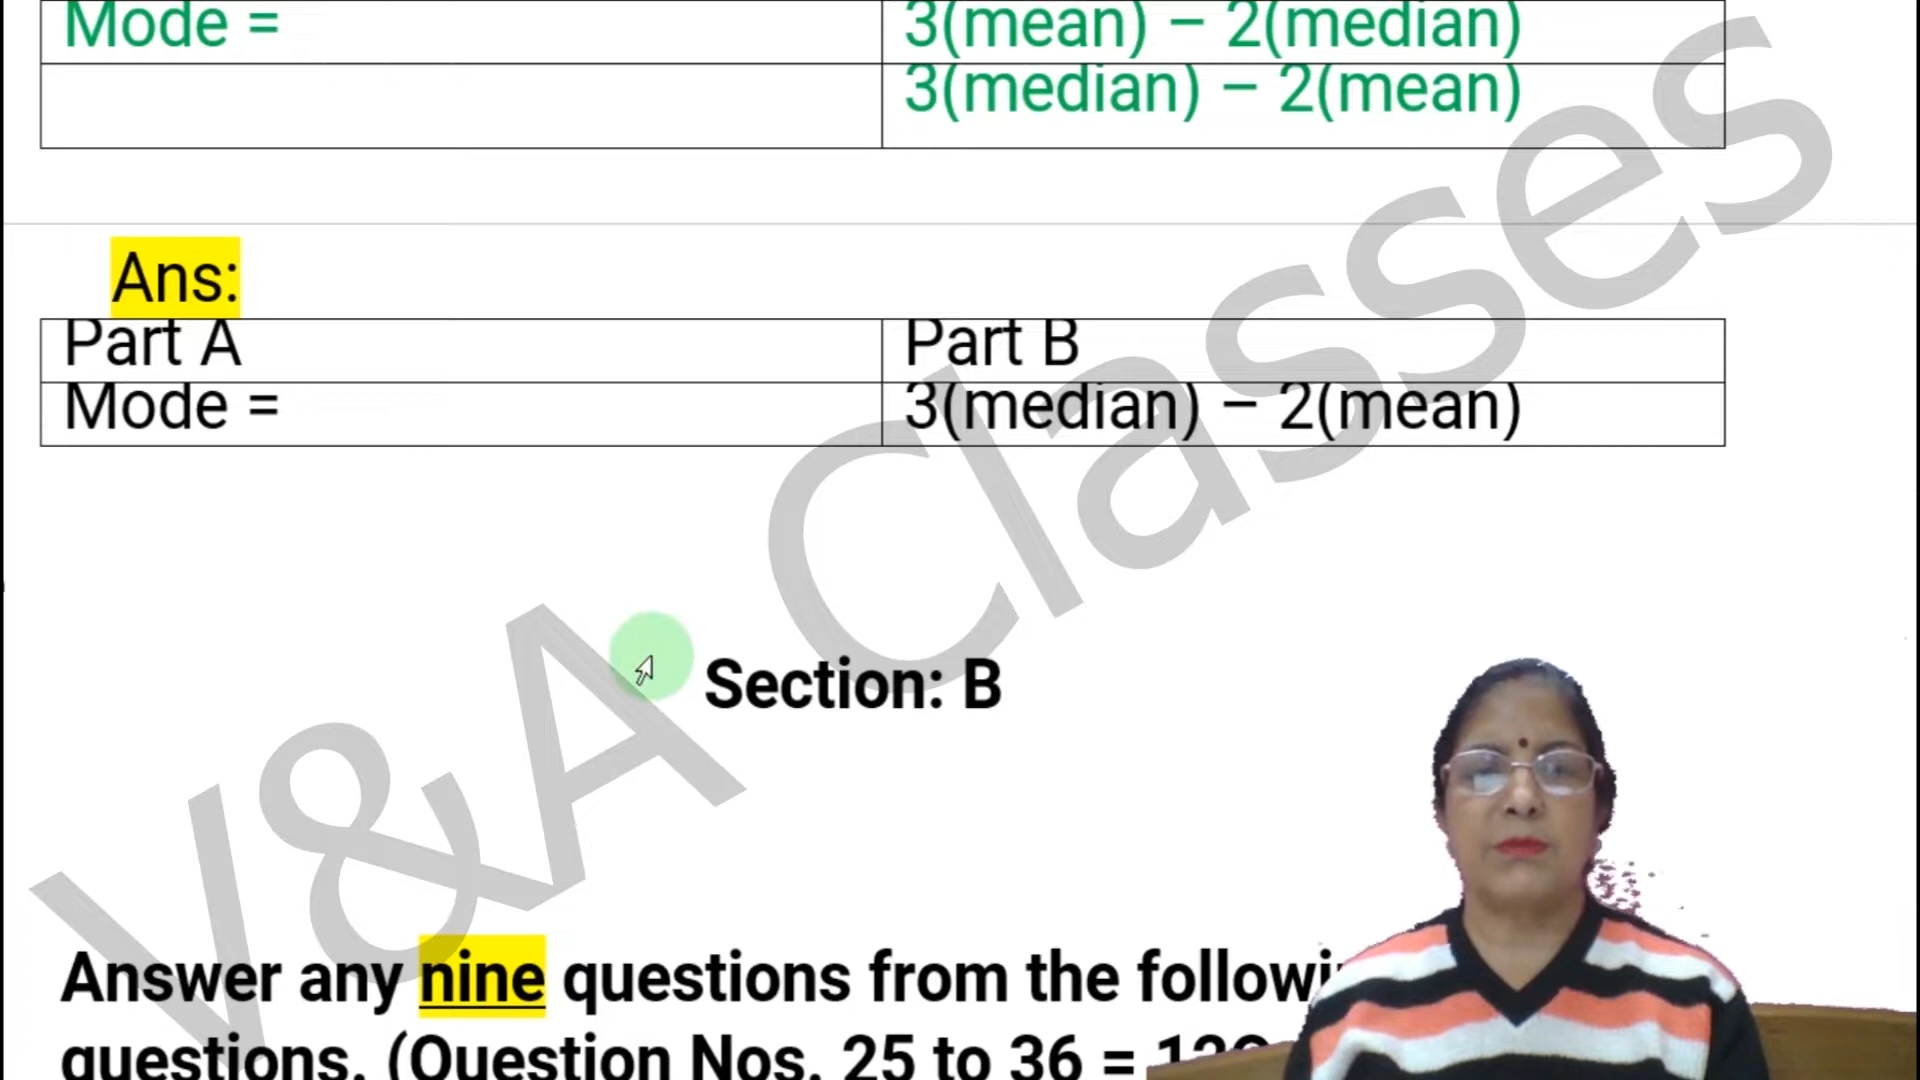 Mode = 3(mean) – 2(median)
3(median) – 2(mean)
Ans:
Part A Part B
Mode = 3(median) – 2(mean)
Section: B
Answer any nine questions from the
questions. (Question Nos. 25 to 36 =
V&A Classes